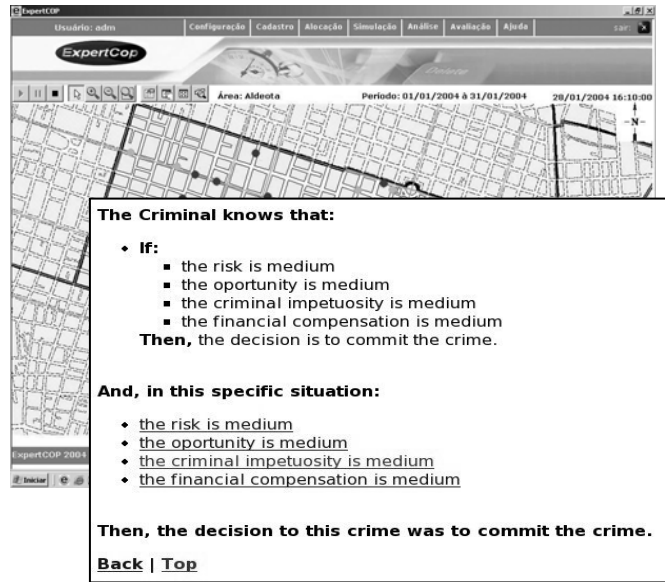 ExpertCOP
Usuário: adm
Configuração | Cadastro | Alocação | Simulação | Análise | Avaliação | Ajuda |
sair:
ExpertCop
Área: Aldeota
Período: 01/01/2004 à 31/01/2004
28/01/2004 16:10:00
-N-
The Criminal knows that:
If:
the risk is medium
the oportunity is medium
the criminal impetuosity is medium
the financial compensation is medium
Then, the decision is to commit the crime.
And, in this specific situation:
the risk is medium
the oportunity is medium
the criminal impetuosity is medium
the financial compensation is medium
Then, the decision to this crime was to commit the crime.
Back | Top
ExpertCOP 2004
Iniciar